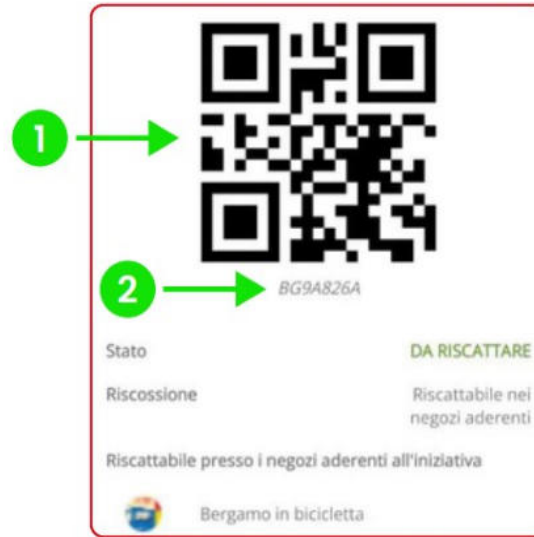 1
2
BG9A826A
Stato DA RISCATTARE
Riscossione Riscattabile nei
negozi aderenti
Riscattabile presso i negozi aderenti all'iniziativa
Bergamo in bicicletta